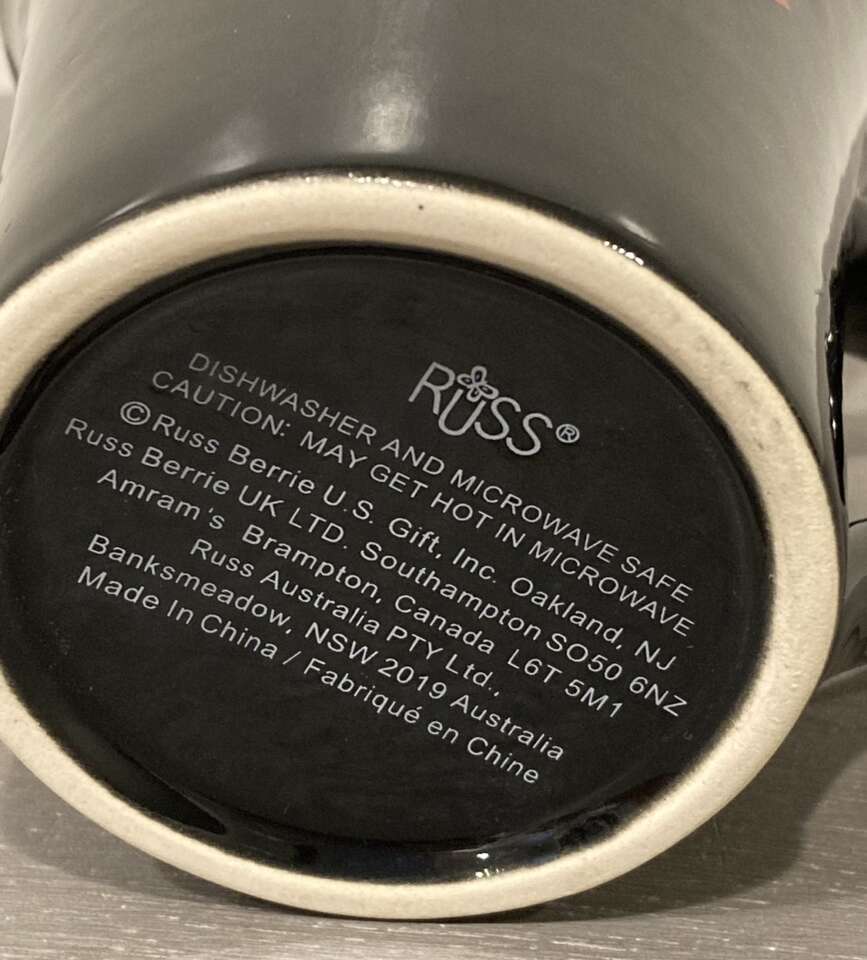 RUSS®
DISHWASHER AND MICROWAVE SAFE
CAUTION: MAY GET HOT IN MICROWAVE
©Russ Berrie U.S. Gift, Inc. Oakland, NJ
Russ Berrie UK LTD. Southampton SO50 6NZ
Amram's Brampton, Canada L6T 5M1
Russ Australia PTY Ltd.,
Banksmeadow, NSW 2019 Australia
Made In China / Fabriqué en Chine